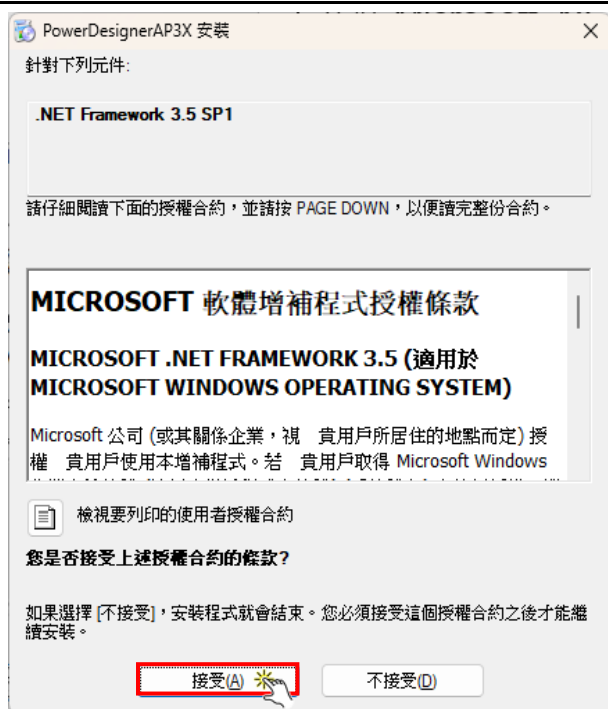 PowerDesignerAP3X 安裝
針對下列元件:
.NET Framework 3.5 SP1
請仔細閱讀下面的授權合約，並請按 PAGE DOWN，以便讀完整份合約。
MICROSOFT 軟體增補程式授權條款
MICROSOFT .NET FRAMEWORK 3.5 (適用於
MICROSOFT WINDOWS OPERATING SYSTEM)
Microsoft 公司 (或其關係企業，視　貴用戶所居住的地點而定) 授
權　貴用戶使用本增補程式。若　貴用戶取得 Microsoft Windows
檢視要列印的使用者授權合約
您是否接受上述授權合約的條款?
如果選擇 [不接受]，安裝程式就會結束。您必須接受這個授權合約之後才能繼
續安裝。
接受(A)
不接受(D)